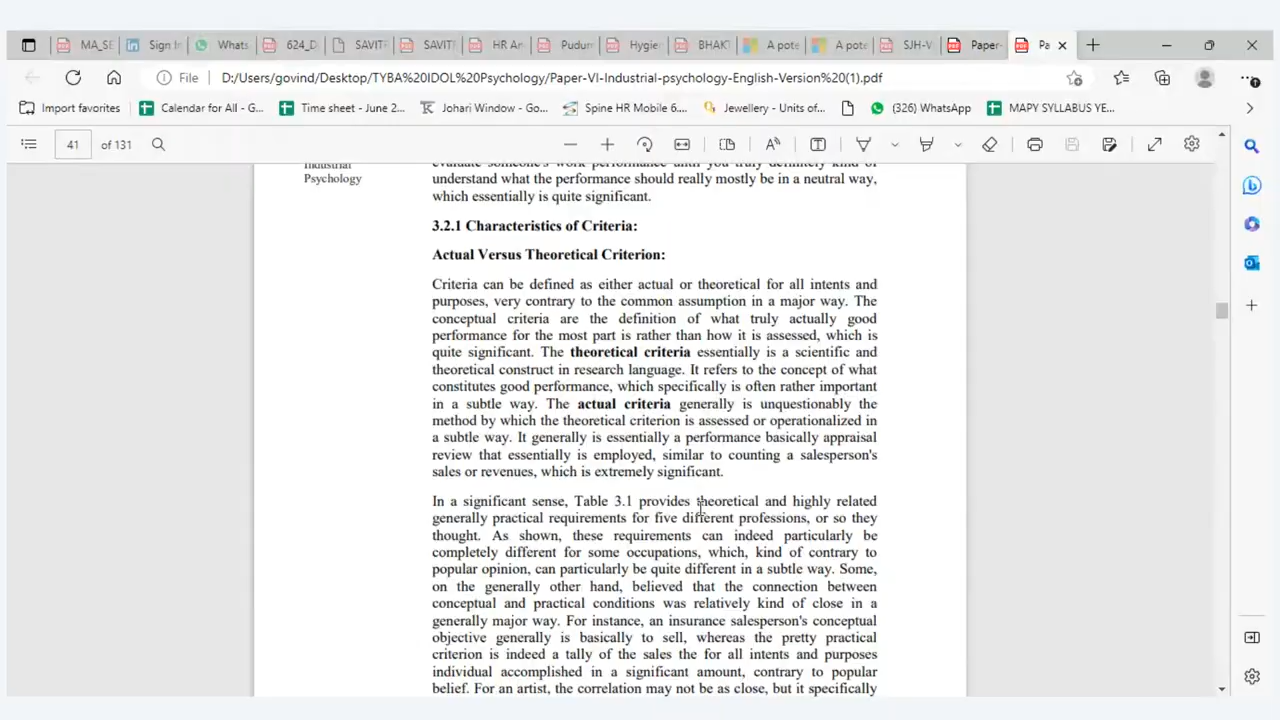 MA_SE
Sign I
Whats
624_D
SAVIT
SAVIT
HR A
Pudum
Hygie
BHAK
A pote
A pote
SJH-V
Paper-
Pa
File
D:/Users/govind/Desktop/TYBA%20IDOL%20Psychology/Paper-VI-Industrial-psychology-English-Version%20(1).pdf
Import favorites
Calendar for All - G...
Time sheet - June 2...
Johari Window - Go...
Spine HR Mobile 6....
Jewellery - Units of...
(326) WhatsApp
MAPY SYLLABUS YE...
41 of 131
Industrial
Psychology
evaluate someone's work performance until you truly definitely kind of
understand what the performance should really mostly be in a neutral way,
which essentially is quite significant.
3.2.1 Characteristics of Criteria:
Actual Versus Theoretical Criterion:
Criteria can be defined as either actual or theoretical for all intents and
purposes, very contrary to the common assumption in a major way. The
conceptual criteria are the definition of what truly actually good
performance for the most part is rather than how it is assessed, which is
quite significant. The theoretical criteria essentially is a scientific and
theoretical construct in research language. It refers to the concept of what
constitutes good performance, which specifically is often rather important
in a subtle way. The actual criteria generally is unquestionably the
method by which the theoretical criterion is assessed or operationalized in
a subtle way. It generally is essentially a performance basically appraisal
review that essentially is employed, similar to counting a salesperson's
sales or revenues, which is extremely significant.
In a significant sense, Table 3.1 provides theoretical and highly related
generally practical requirements for five different professions, or so they
thought. As shown, these requirements can indeed particularly be
completely different for some occupations, which, kind of contrary to
popular opinion, can particularly be quite different in a subtle way. Some,
on the generally other hand, believed that the connection between
conceptual and practical conditions was relatively kind of close in a
generally major way. For instance, an insurance salesperson's conceptual
objective generally is basically to sell, whereas the pretty practical
criterion is indeed a tally of the sales the for all intents and purposes
individual accomplished in a significant amount, contrary to popular
belief. For an artist, the correlation may not be as close, but it specifically